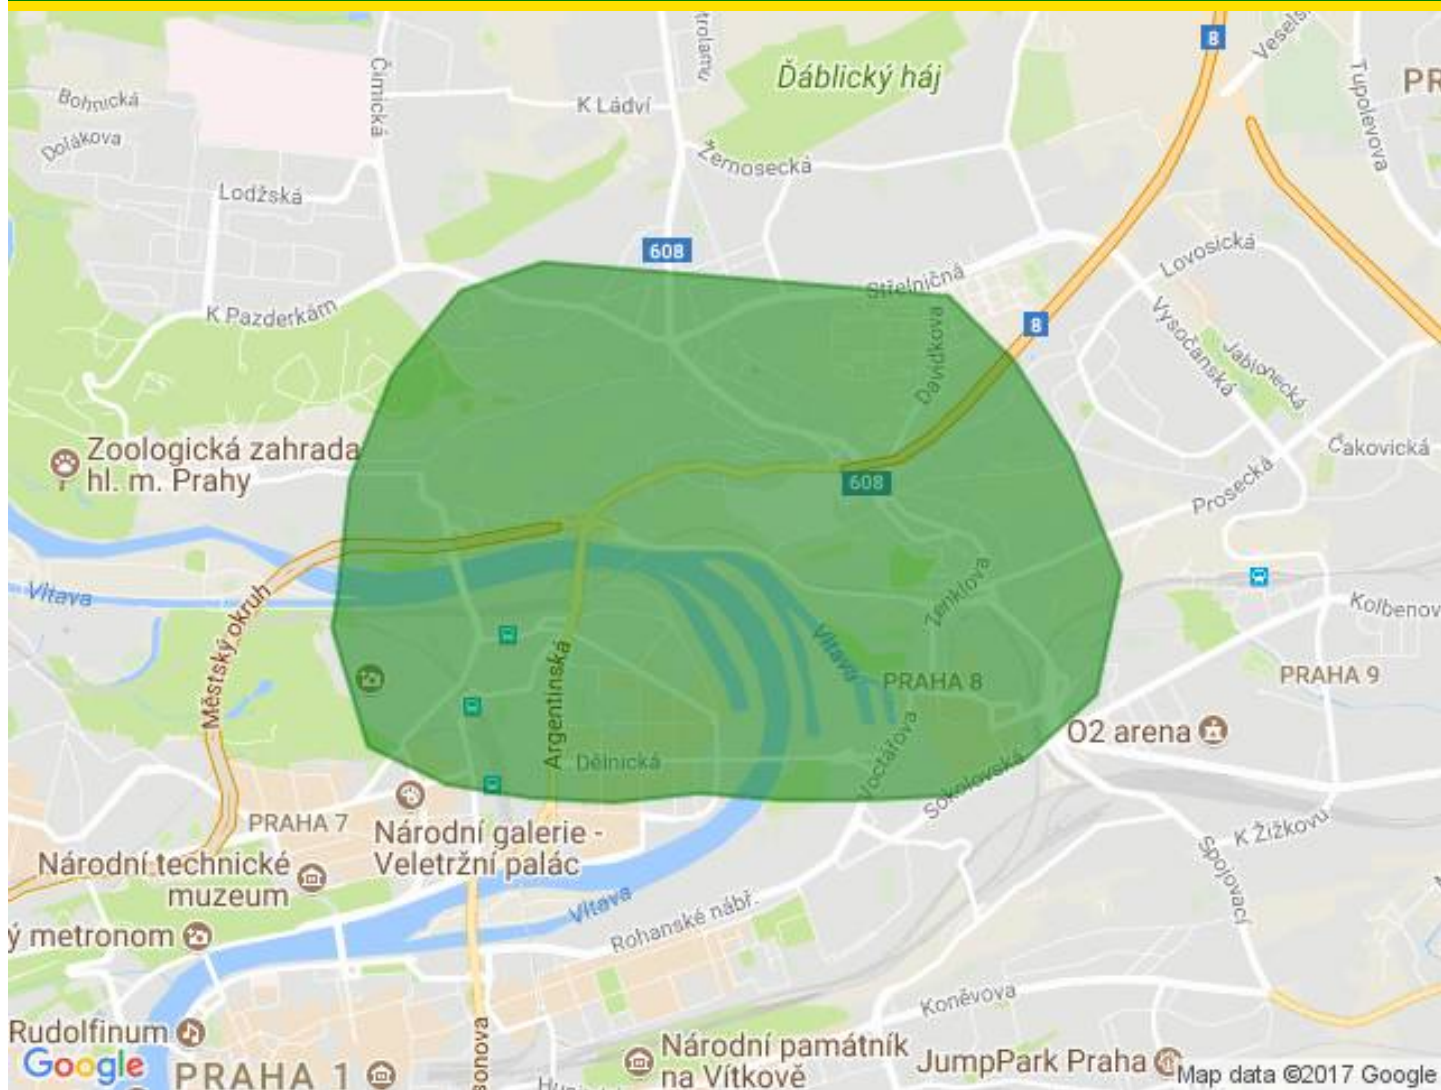 8
Veselsk
Ďáblický háj
Čimická
Tupolevova
Bohnická
K Ládví
Dolákova
Žernosecká
Lodžská
608
Lovosická
Střelničná
K Pazderkám
8
Vysočanská
Davídkova
Jablonecká
Zoologická zahrada
hl. m. Prahy
Čakovická
608
Prosecká
Vltava
Zenklova
Kolbenov
Městský okruh
Vltava
Argentinská
PRAHA 8
PRAHA 9
O2 arena
Voctářova
Dělnická
Sokolovská
PRAHA 7
Národní galerie -
Veletržní palác
K Žižkovu
Národní technické
muzeum
Spojovací
Vltava
Rohanské nábř.
ý metronom
Koněvova
Rudolfinum
Národní památník
na Vítkově
JumpPark Praha
Google
PRAHA 1
Map data ©2017 Google